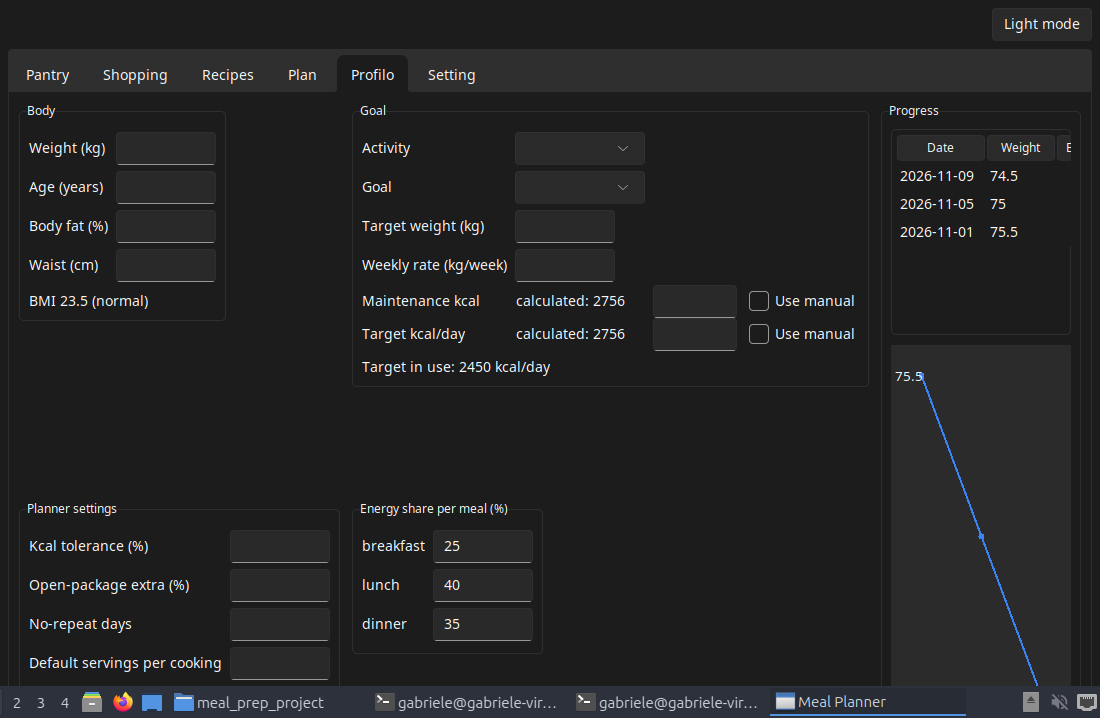 Light mode
Pantry Shopping Recipes Plan Profilo Setting
Body
Weight (kg)
Age (years)
Body fat (%)
Waist (cm)
BMI 23.5 (normal)
Goal
Activity
Goal
Target weight (kg)
Weekly rate (kg/week)
Maintenance kcal calculated: 2756 Use manual
Target kcal/day calculated: 2756 Use manual
Target in use: 2450 kcal/day
Progress
Date Weight
2026-11-09 74.5
2026-11-05 75
2026-11-01 75.5
75.5
Planner settings
Kcal tolerance (%)
Open-package extra (%)
No-repeat days
Default servings per cooking
Energy share per meal (%)
breakfast 25
lunch 40
dinner 35
2 3 4 meal_prep_project gabriele@gabriele-vir... gabriele@gabriele-vir... Meal Planner